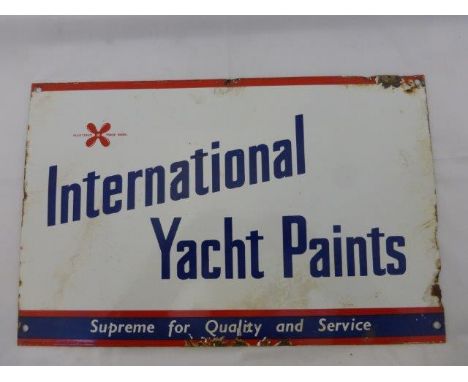 International
Yacht Paints
Supreme for Quality and Service